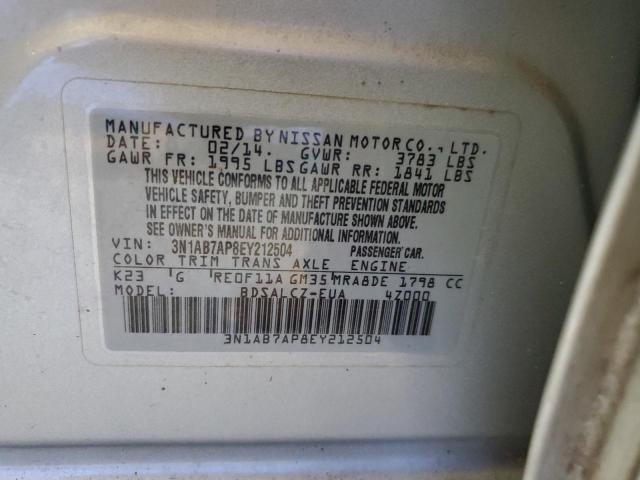 MANUFACTURED BY NISSAN MOTOR CO., LTD.
DATE: 02/14. GVWR: 3783 LBS
GAWR FR: 1995 LBS GAWR RR: 1841 LBS
THIS VEHICLE CONFORMS TO ALL APPLICABLE FEDERAL MOTOR
VEHICLE SAFETY, BUMPER AND THEFT PREVENTION STANDARDS
IN EFFECT ON THE DATE OF MANUFACTURE SHOWN ABOVE.
SEE OWNER'S MANUAL FOR ADDITIONAL INFORMATION.
VIN: 3N1AB7AP8EY212504 PASSENGER CAR.
COLOR TRIM TRANS AXLE ENGINE
K23 G RE0F11A GM35 MRA8DE 1798 CC
MODEL: BDSALCZ-EUA 4Z000
3N1AB7AP8EY212504